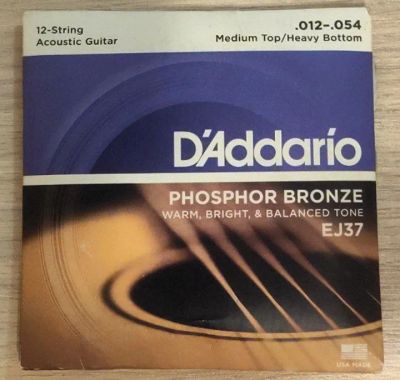 12-String
Acoustic Guitar
.012–.054
Medium Top/Heavy Bottom
D'Addario
PHOSPHOR BRONZE
WARM, BRIGHT, & BALANCED TONE
EJ37
USA MADE